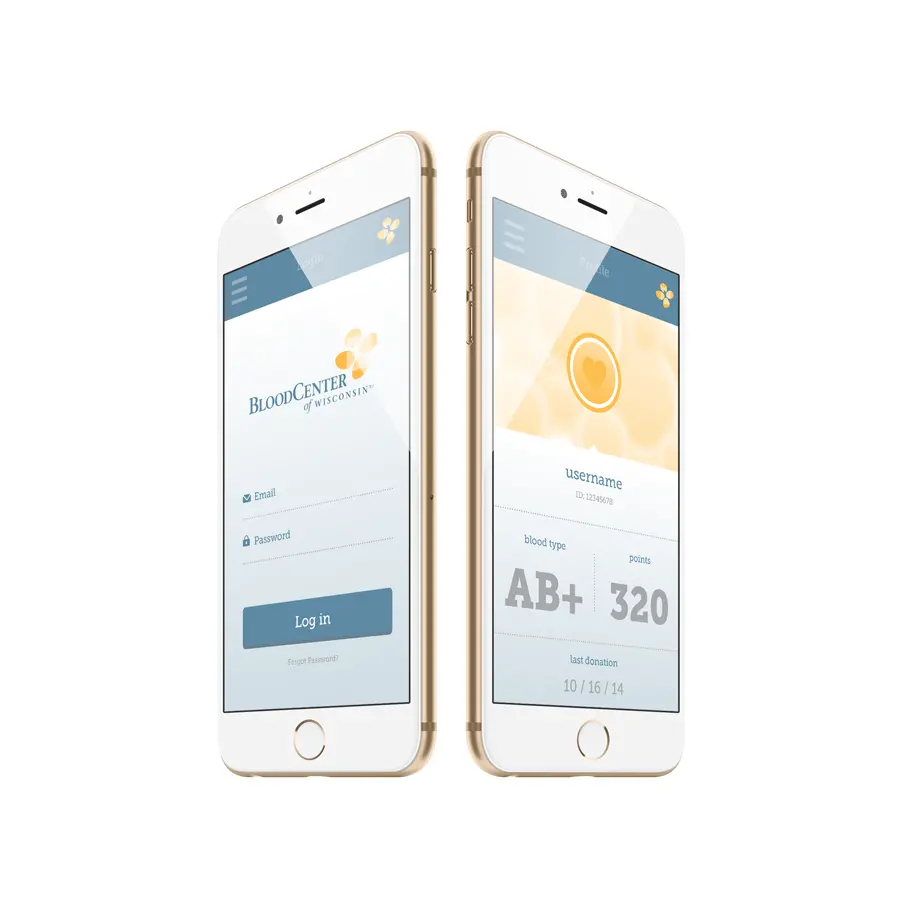 Login
BLOODCENTER
of WISCONSIN
Email
Password
Log in
Forgot Password?
Profile
username
ID: 12345678
blood type
AB+
points
320
last donation
10 / 16 / 14